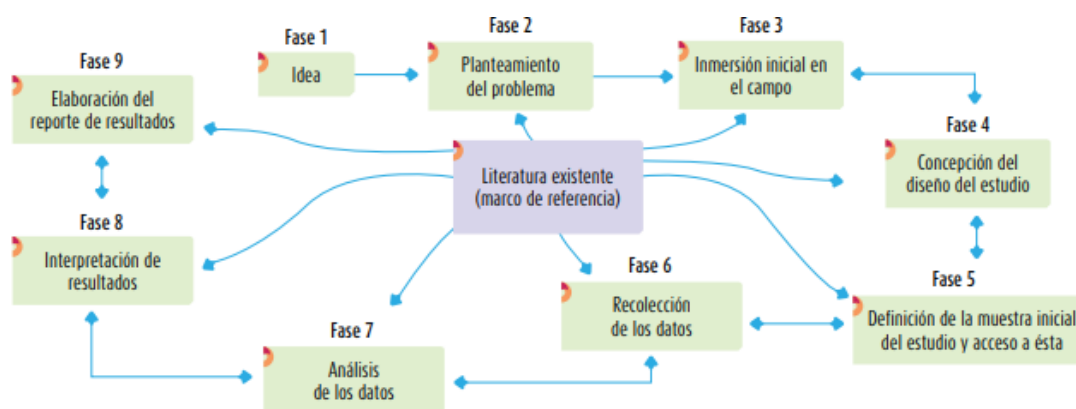 Fase 1
Idea
Fase 2
Planteamiento
del problema
Fase 3
Inmersión inicial en
el campo
Fase 4
Concepción del
diseño del estudio
Fase 5
Definición de la muestra inicial
del estudio y acceso a ésta
Fase 6
Recolección
de los datos
Fase 7
Análisis
de los datos
Fase 8
Interpretación de
resultados
Fase 9
Elaboración del
reporte de resultados
Literatura existente
(marco de referencia)